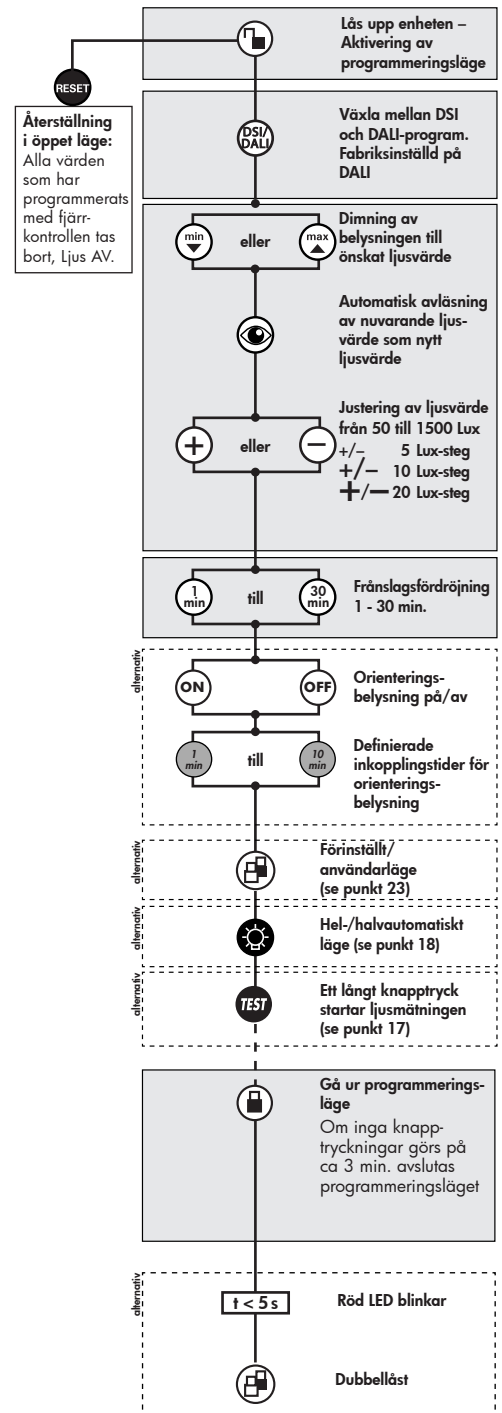 Lås upp enheten –
Aktivering av
programmeringsläge
RESET
Återställning
i öppet läge:
Alla värden
som har
programmerats
med fjärr-
kontrollen tas
bort, Ljus AV.
DSI/
DALI
Växla mellan DSI
och DALI-program.
Fabriksinställd på
DALI
min
eller
max
Dimning av
belysningen till
önskat ljusvärde
Automatisk avläsning
av nuvarande ljus-
värde som nytt
ljusvärde
+
eller
–
Justering av ljusvärde
från 50 till 1500 Lux
+/– 5 Lux-steg
+/– 10 Lux-steg
+/– 20 Lux-steg
1
min
till
30
min
Frånslagsfördröjning
1 - 30 min.
alternativ
ON
OFF
Orienterings-
belysning på/av
1
min
till
10
min
Definierade
inkopplingstider för
orienterings-
belysning
alternativ
Förinställt/
användarläge
(se punkt 23)
alternativ
Hel-/halvautomatiskt
läge (se punkt 18)
alternativ
TEST
Ett långt knapptryck
startar ljusmätningen
(se punkt 17)
Gå ur programmerings-
läge
Om inga knapp-
tryckningar görs på
ca 3 min. avslutas
programmeringsläget
alternativ
t < 5 s
Röd LED blinkar
Dubbellåst